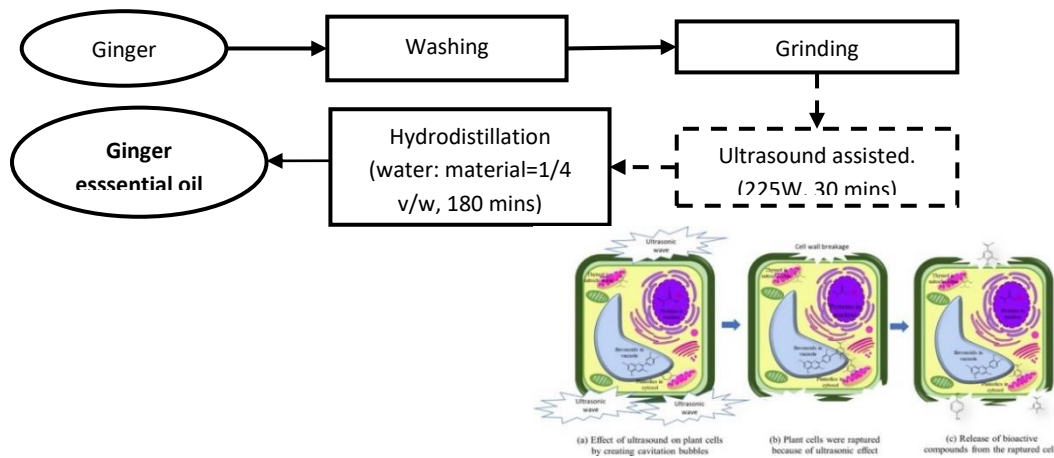 Ginger
Washing
Grinding
Ultrasound assisted.
(225W, 30 mins)
Hydrodistillation
(water: material=1/4
v/w, 180 mins)
Ginger
esssential oil
Ultrasonic
wave
Ultrasonic
wave
Ultrasonic
wave
Cell wall breakage
(a) Effect of ultrasound on plant cells
by creating cavitation bubbles
(b) Plant cells were raptured
because of ultrasonic effect
(c) Release of bioactive
compounds from the raptured cel